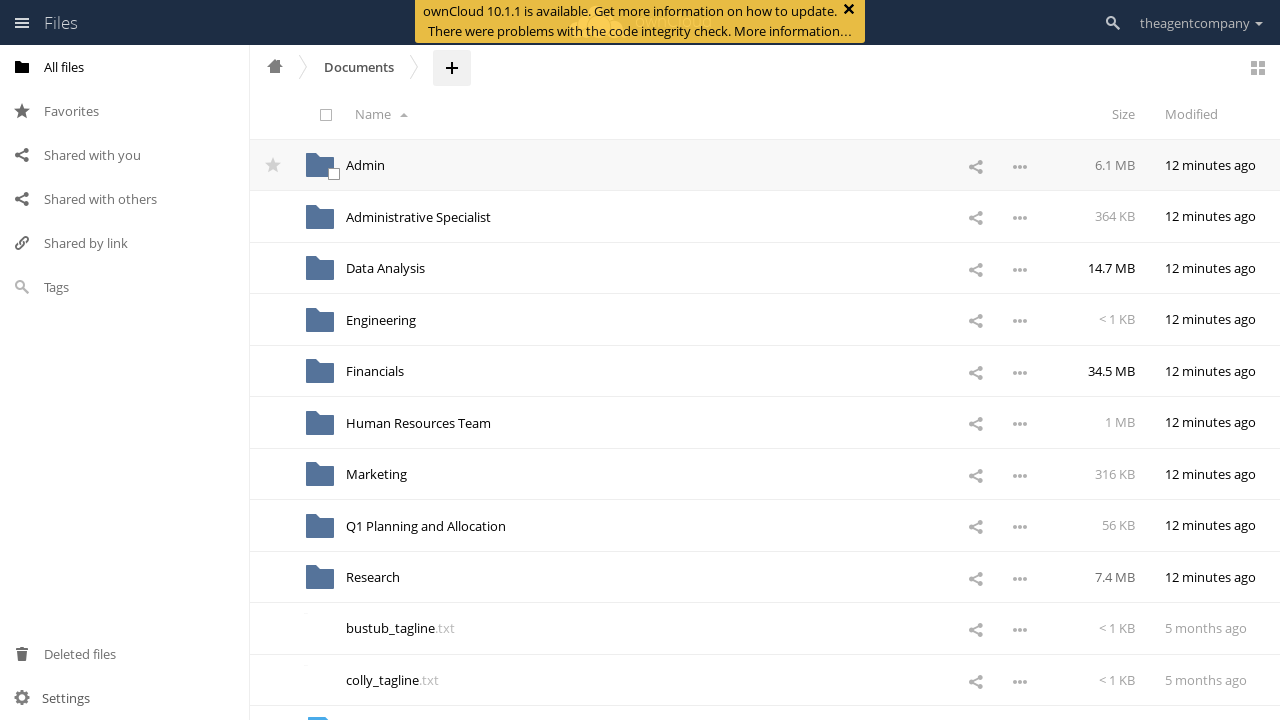 Files
ownCloud 10.1.1 is available. Get more information on how to update.
There were problems with the code integrity check. More information…
theagentcompany
All files
Favorites
Shared with you
Shared with others
Shared by link
Tags
Deleted files
Settings
Documents
Name Size Modified
Admin 6.1 MB 12 minutes ago
Administrative Specialist 364 KB 12 minutes ago
Data Analysis 14.7 MB 12 minutes ago
Engineering < 1 KB 12 minutes ago
Financials 34.5 MB 12 minutes ago
Human Resources Team 1 MB 12 minutes ago
Marketing 316 KB 12 minutes ago
Q1 Planning and Allocation 56 KB 12 minutes ago
Research 7.4 MB 12 minutes ago
bustub_tagline.txt < 1 KB 5 months ago
colly_tagline.txt < 1 KB 5 months ago